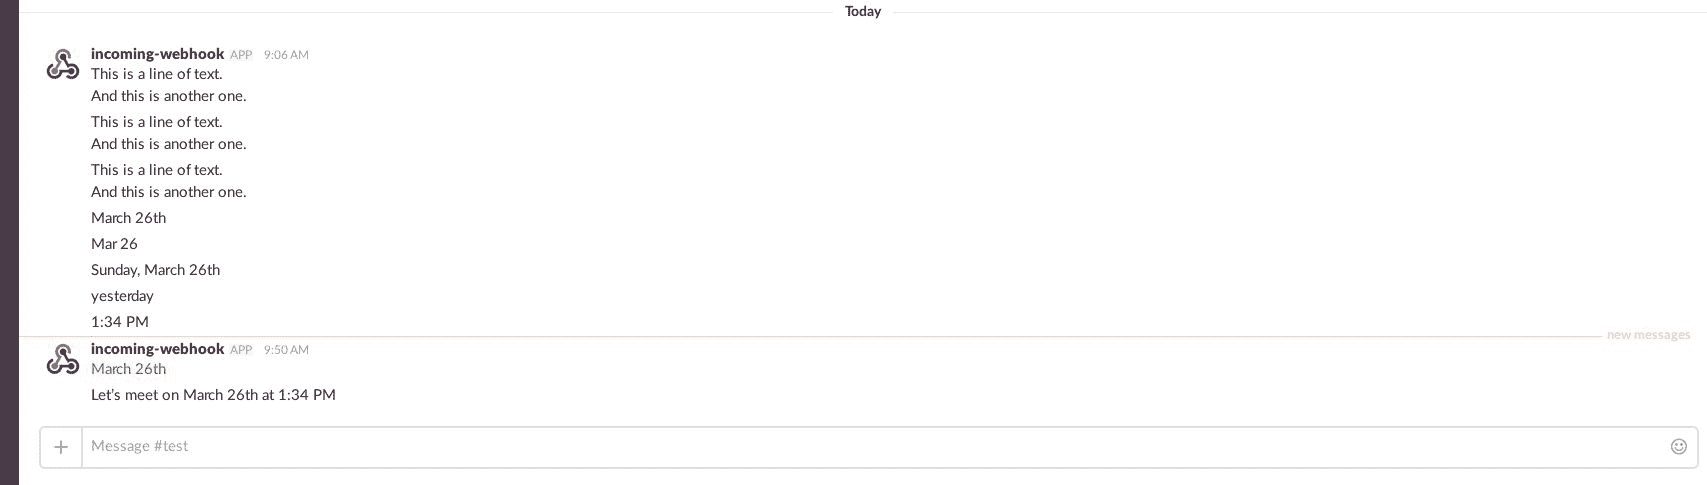 Today
incoming-webhook APP 9:06 AM
This is a line of text.
And this is another one.
This is a line of text.
And this is another one.
This is a line of text.
And this is another one.
March 26th
Mar 26
Sunday, March 26th
yesterday
1:34 PM
new messages
incoming-webhook APP 9:50 AM
March 26th
Let's meet on March 26th at 1:34 PM
Message #test